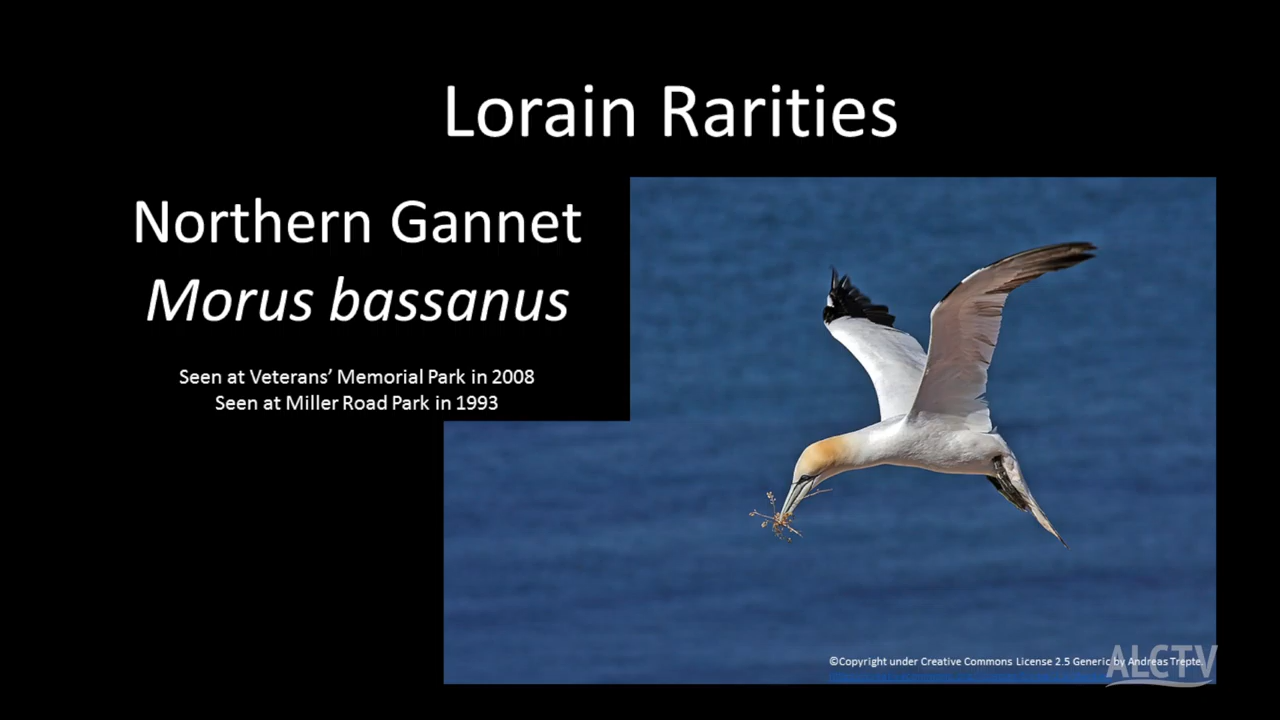 Lorain Rarities
Northern Gannet
Morus bassanus
Seen at Veterans’ Memorial Park in 2008
Seen at Miller Road Park in 1993
©Copyright under Creative Commons License 2.5 Generic by Andreas Trepte.
ALCTV